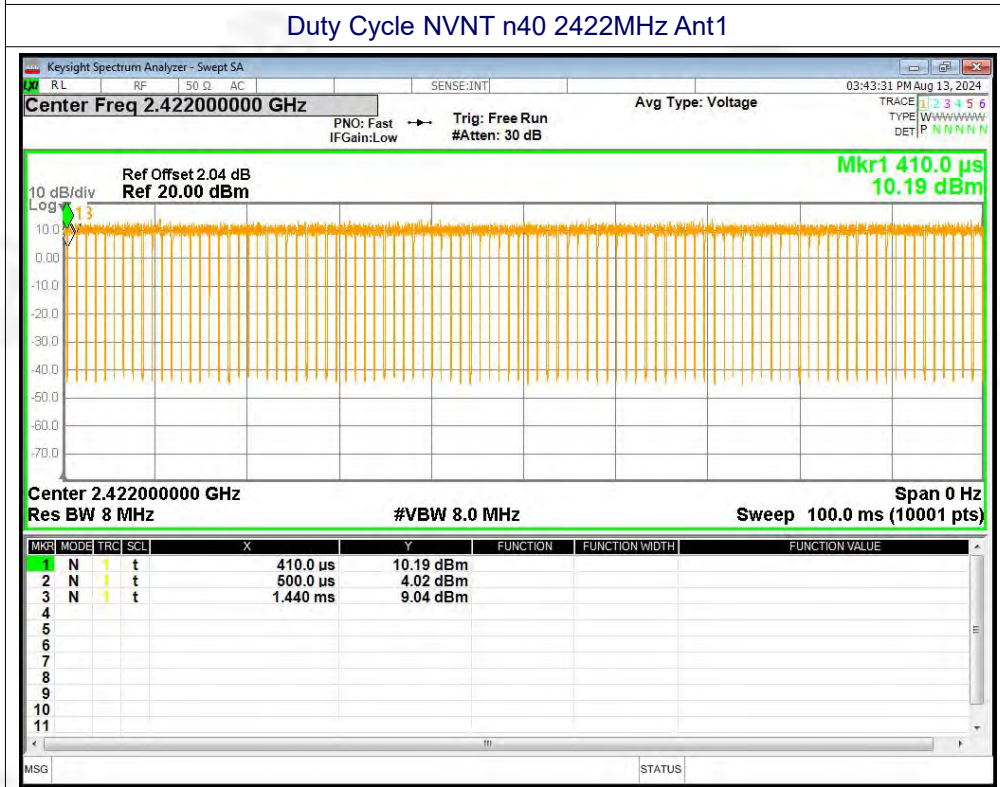 Duty Cycle NVNT n40 2422MHz Ant1
Keysight Spectrum Analyzer - Swept SA
LXI RL RF 50 Ω AC SENSE:INT 03:43:31 PM Aug 13, 2024
Center Freq 2.422000000 GHz Avg Type: Voltage TRACE 1 2 3 4 5 6
PNO: Fast Trig: Free Run TYPE WWWWWW
IFGain:Low #Atten: 30 dB DET P N N N N N
Mkr1 410.0 µs
10.19 dBm
Ref Offset 2.04 dB
10 dB/div Ref 20.00 dBm
Log
1 3
10.0
0.00
-10.0
-20.0
-30.0
-40.0
-50.0
-60.0
-70.0
Center 2.422000000 GHz Span 0 Hz
Res BW 8 MHz #VBW 8.0 MHz Sweep 100.0 ms (10001 pts)
MKR MODE TRC SCL X Y FUNCTION FUNCTION WIDTH FUNCTION VALUE
1 N 1 t 410.0 µs 10.19 dBm
2 N 1 t 500.0 µs 4.02 dBm
3 N 1 t 1.440 ms 9.04 dBm
4
5
6
7
8
9
10
11
MSG STATUS